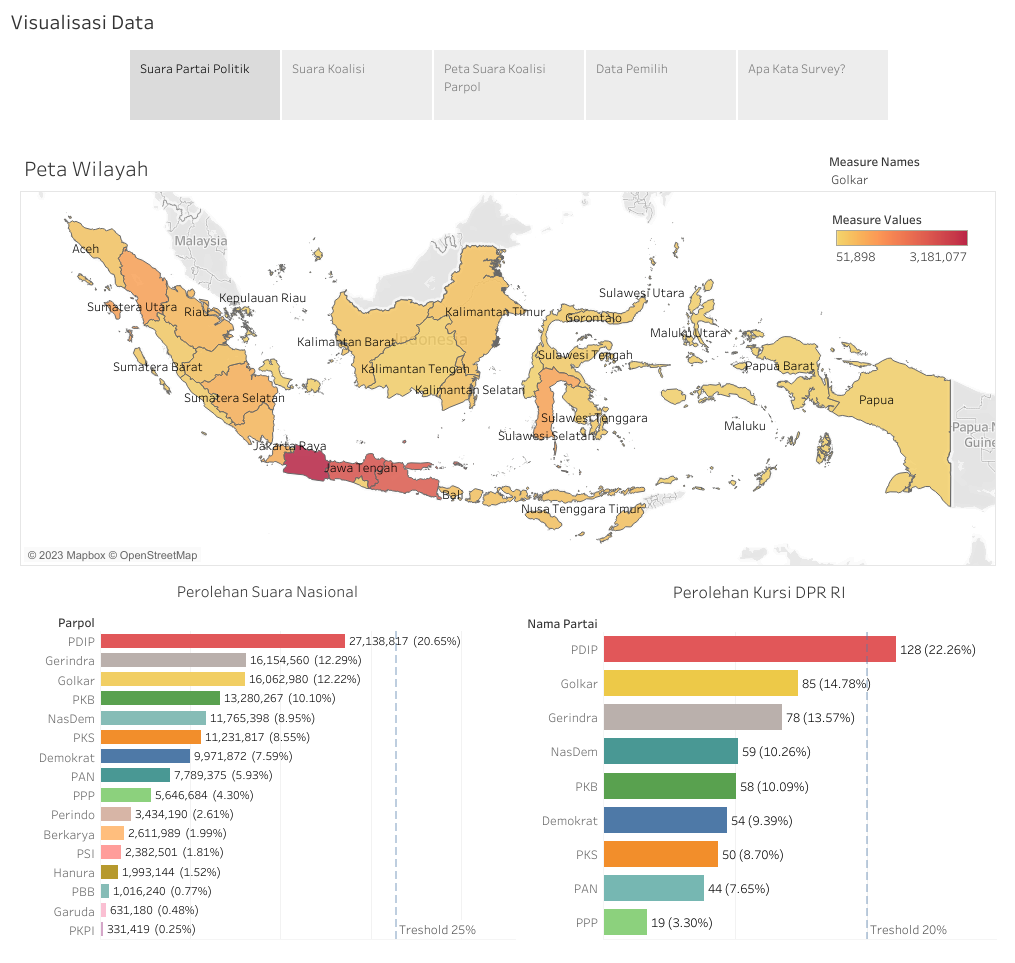 Visualisasi Data
Suara Partai Politik
Suara Koalisi
Peta Suara Koalisi
Parpol
Data Pemilih
Apa Kata Survey?
Peta Wilayah
Measure Names
Golkar
Measure Values
51,898
3,181,077
Malaysia
Aceh
Sumatera Utara
Riau
Kepulauan Riau
Sumatera Barat
Sumatera Selatan
Jakarta Raya
Jawa Tengah
Bali
Nusa Tenggara Timur
Kalimantan Barat
Indonesia
Kalimantan Timur
Kalimantan Tengah
Kalimantan Selatan
Sulawesi Utara
Gorontalo
Sulawesi Tengah
Sulawesi Tenggara
Sulawesi Selatan
Maluku Utara
Maluku
Papua Barat
Papua
Papua N
Guine
© 2023 Mapbox © OpenStreetMap
Perolehan Suara Nasional
Parpol
PDIP 27,138,817 (20.65%)
Gerindra 16,154,560 (12.29%)
Golkar 16,062,980 (12.22%)
PKB 13,280,267 (10.10%)
NasDem 11,765,398 (8.95%)
PKS 11,231,817 (8.55%)
Demokrat 9,971,872 (7.59%)
PAN 7,789,375 (5.93%)
PPP 5,646,684 (4.30%)
Perindo 3,434,190 (2.61%)
Berkarya 2,611,989 (1.99%)
PSI 2,382,501 (1.81%)
Hanura 1,993,144 (1.52%)
PBB 1,016,240 (0.77%)
Garuda 631,180 (0.48%)
PKPI 331,419 (0.25%)
Treshold 25%
Perolehan Kursi DPR RI
Nama Partai
PDIP 128 (22.26%)
Golkar 85 (14.78%)
Gerindra 78 (13.57%)
NasDem 59 (10.26%)
PKB 58 (10.09%)
Demokrat 54 (9.39%)
PKS 50 (8.70%)
PAN 44 (7.65%)
PPP 19 (3.30%)
Treshold 20%